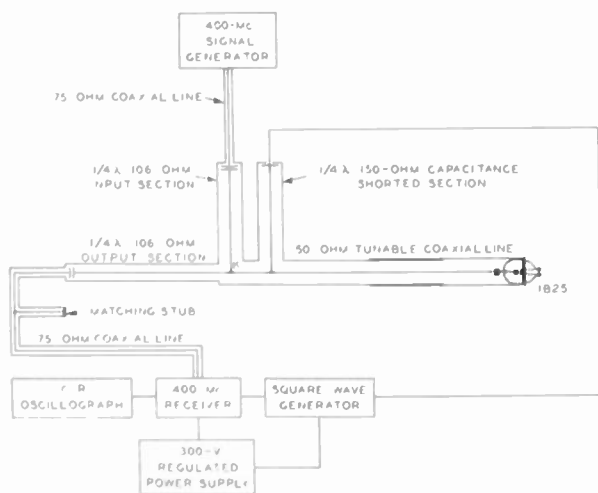 400-MC
SIGNAL
GENERATOR
75 OHM COAXIAL LINE
1/4 λ 106 OHM
INPUT SECTION
1/4 λ 150-OHM CAPACITANCE
SHORTED SECTION
1/4 λ 106 OHM
OUTPUT SECTION
50 OHM TUNABLE COAXIAL LINE
1B25
MATCHING STUB
75 OHM COAXIAL LINE
C R
OSCILLOGRAPH
400 MC
RECEIVER
SQUARE WAVE
GENERATOR
300-V
REGULATED
POWER SUPPLY